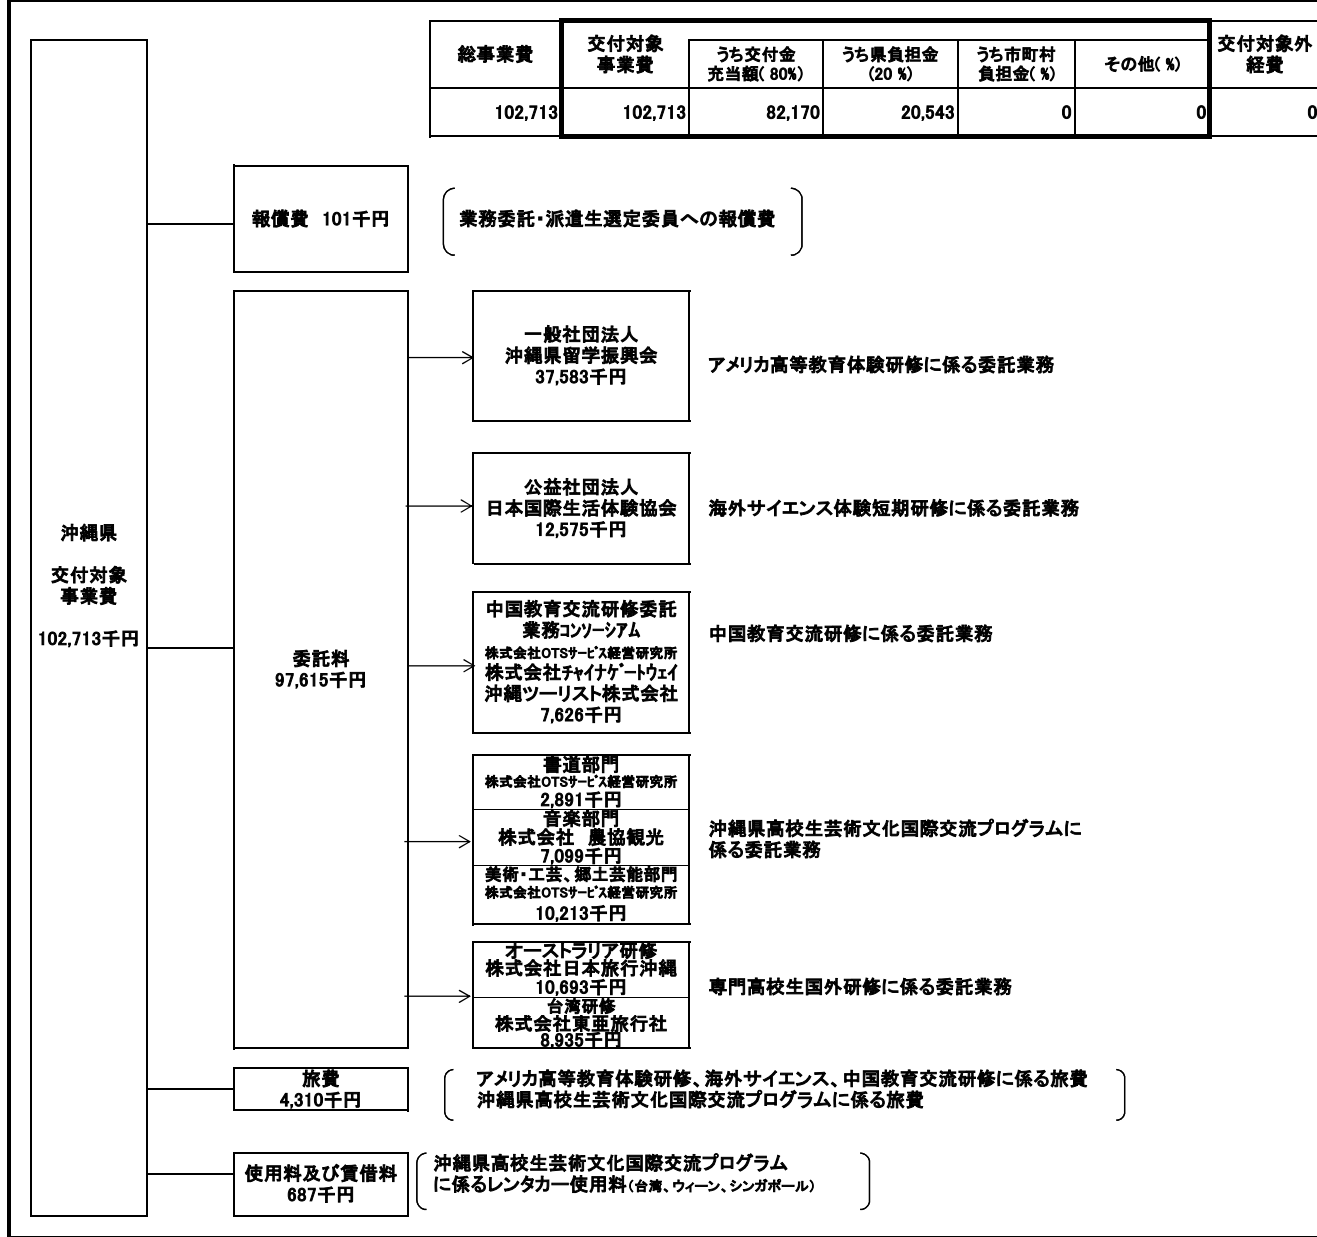 総事業費
交付対象
事業費
うち交付金
充当額( 80%)
うち県負担金
(20 %)
うち市町村
負担金( %)
その他( %)
交付対象外
経費
102,713 102,713 82,170 20,543 0 0 0
沖縄県
交付対象
事業費
102,713千円
報償費 101千円
業務委託・派遣生選定委員への報償費
委託料
97,615千円
一般社団法人
沖縄県留学振興会
37,583千円
アメリカ高等教育体験研修に係る委託業務
公益社団法人
日本国際生活体験協会
12,575千円
海外サイエンス体験短期研修に係る委託業務
中国教育交流研修委託
業務コンソーシアム
株式会社OTSサービス経営研究所
株式会社チャイナゲートウェイ
沖縄ツーリスト株式会社
7,626千円
中国教育交流研修に係る委託業務
書道部門
株式会社OTSサービス経営研究所
2,891千円
音楽部門
株式会社 農協観光
7,099千円
美術・工芸、郷土芸能部門
株式会社OTSサービス経営研究所
10,213千円
沖縄県高校生芸術文化国際交流プログラムに
係る委託業務
オーストラリア研修
株式会社日本旅行沖縄
10,693千円
台湾研修
株式会社東亜旅行社
8,935千円
専門高校生国外研修に係る委託業務
旅費
4,310千円
アメリカ高等教育体験研修、海外サイエンス、中国教育交流研修に係る旅費
沖縄県高校生芸術文化国際交流プログラムに係る旅費
使用料及び賃借料
687千円
沖縄県高校生芸術文化国際交流プログラム
に係るレンタカー使用料(台湾、ウィーン、シンガポール)